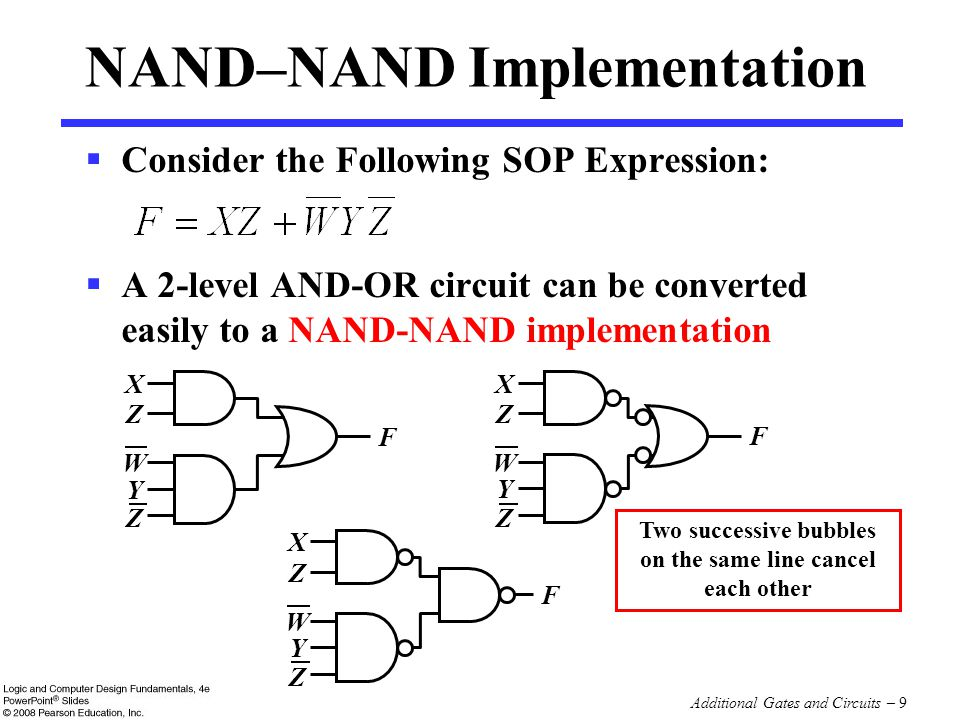 NAND–NAND Implementation
▪ Consider the Following SOP Expression:
F = XZ + W̅ Y Z̅
▪ A 2-level AND-OR circuit can be converted
easily to a NAND-NAND implementation
X
Z
W̅
Y
Z̅
F
X
Z
W̅
Y
Z̅
F
Two successive bubbles
on the same line cancel
each other
X
Z
W̅
Y
Z̅
F
Logic and Computer Design Fundamentals, 4e
PowerPoint® Slides
© 2008 Pearson Education, Inc.
Additional Gates and Circuits – 9